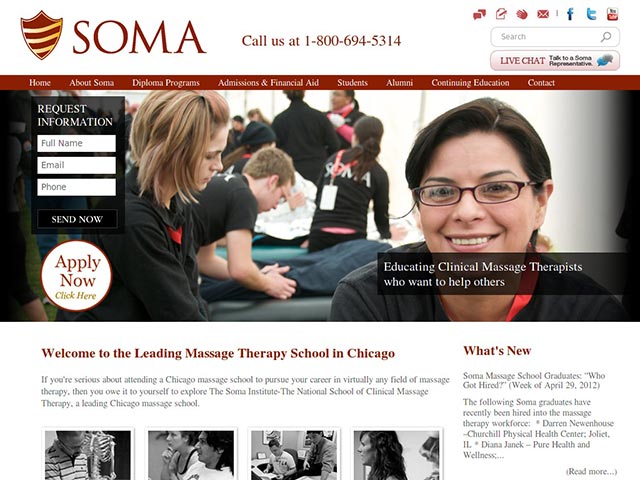 SOMA
Call us at 1-800-694-5314
Search
LIVE CHAT Talk to a Soma Representative.
Home About Soma Diploma Programs Admissions & Financial Aid Students Alumni Continuing Education Contact
REQUEST
INFORMATION
Full Name
Email
Phone
SEND NOW
Apply
Now
Click Here
SOMA
Educating Clinical Massage Therapists
who want to help others
Welcome to the Leading Massage Therapy School in Chicago
If you're serious about attending a Chicago massage school to pursue your career in virtually any field of massage
therapy, then you owe it to yourself to explore The Soma Institute-The National School of Clinical Massage
Therapy, a leading Chicago massage school.
What's New
Soma Massage School Graduates: “Who
Got Hired?” (Week of April 29, 2012)
The following Soma graduates have
recently been hired into the massage
therapy workforce: * Darren Newenhouse
–Churchill Physical Health Center; Joliet,
IL * Diana Janek – Pure Health and
Wellness;...
(Read more...)